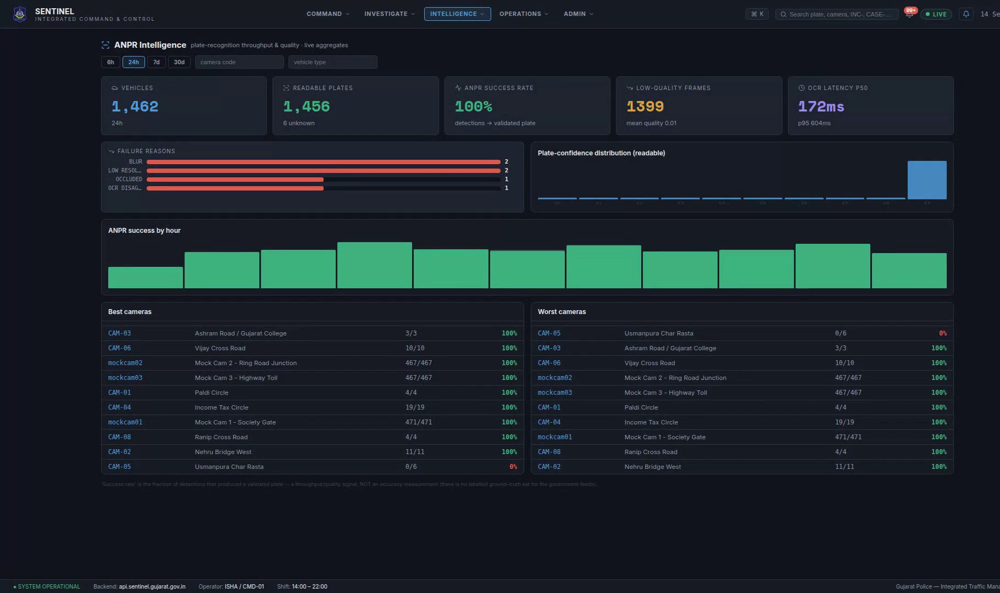 SENTINEL
INTEGRATED COMMAND & CONTROL
COMMAND INVESTIGATE INTELLIGENCE OPERATIONS ADMIN
⌘ K
Search plate, camera, INC-, CASE-...
99+
LIVE
14 Se
ANPR Intelligence plate-recognition throughput & quality · live aggregates
6h 24h 7d 30d camera code vehicle type
VEHICLES
1,462
24h
READABLE PLATES
1,456
6 unknown
ANPR SUCCESS RATE
100%
detections → validated plate
LOW-QUALITY FRAMES
1399
mean quality 0.01
OCR LATENCY P50
172ms
p95 604ms
FAILURE REASONS
BLUR 2
LOW RESOL… 2
OCCLUDED 1
OCR DISAG… 1
Plate-confidence distribution (readable)
0.0 0.1 0.2 0.3 0.4 0.5 0.6 0.7 0.8 0.9
ANPR success by hour
Best cameras
CAM-03 Ashram Road / Gujarat College 3/3 100%
CAM-06 Vijay Cross Road 10/10 100%
mockcam02 Mock Cam 2 - Ring Road Junction 467/467 100%
mockcam03 Mock Cam 3 - Highway Toll 467/467 100%
CAM-01 Paldi Circle 4/4 100%
CAM-04 Income Tax Circle 19/19 100%
mockcam01 Mock Cam 1 - Society Gate 471/471 100%
CAM-08 Ranip Cross Road 4/4 100%
CAM-02 Nehru Bridge West 11/11 100%
CAM-05 Usmanpura Char Rasta 0/6 0%
Worst cameras
CAM-05 Usmanpura Char Rasta 0/6 0%
CAM-03 Ashram Road / Gujarat College 3/3 100%
CAM-06 Vijay Cross Road 10/10 100%
mockcam02 Mock Cam 2 - Ring Road Junction 467/467 100%
mockcam03 Mock Cam 3 - Highway Toll 467/467 100%
CAM-01 Paldi Circle 4/4 100%
CAM-04 Income Tax Circle 19/19 100%
mockcam01 Mock Cam 1 - Society Gate 471/471 100%
CAM-08 Ranip Cross Road 4/4 100%
CAM-02 Nehru Bridge West 11/11 100%
'Success rate' is the fraction of detections that produced a validated plate — a throughput/quality signal, NOT an accuracy measurement (there is no labelled ground-truth set for the government feeds).
● SYSTEM OPERATIONAL Backend: api.sentinel.gujarat.gov.in Operator: ISHA / CMD-01 Shift: 14:00 – 22:00
Gujarat Police — Integrated Traffic Mana